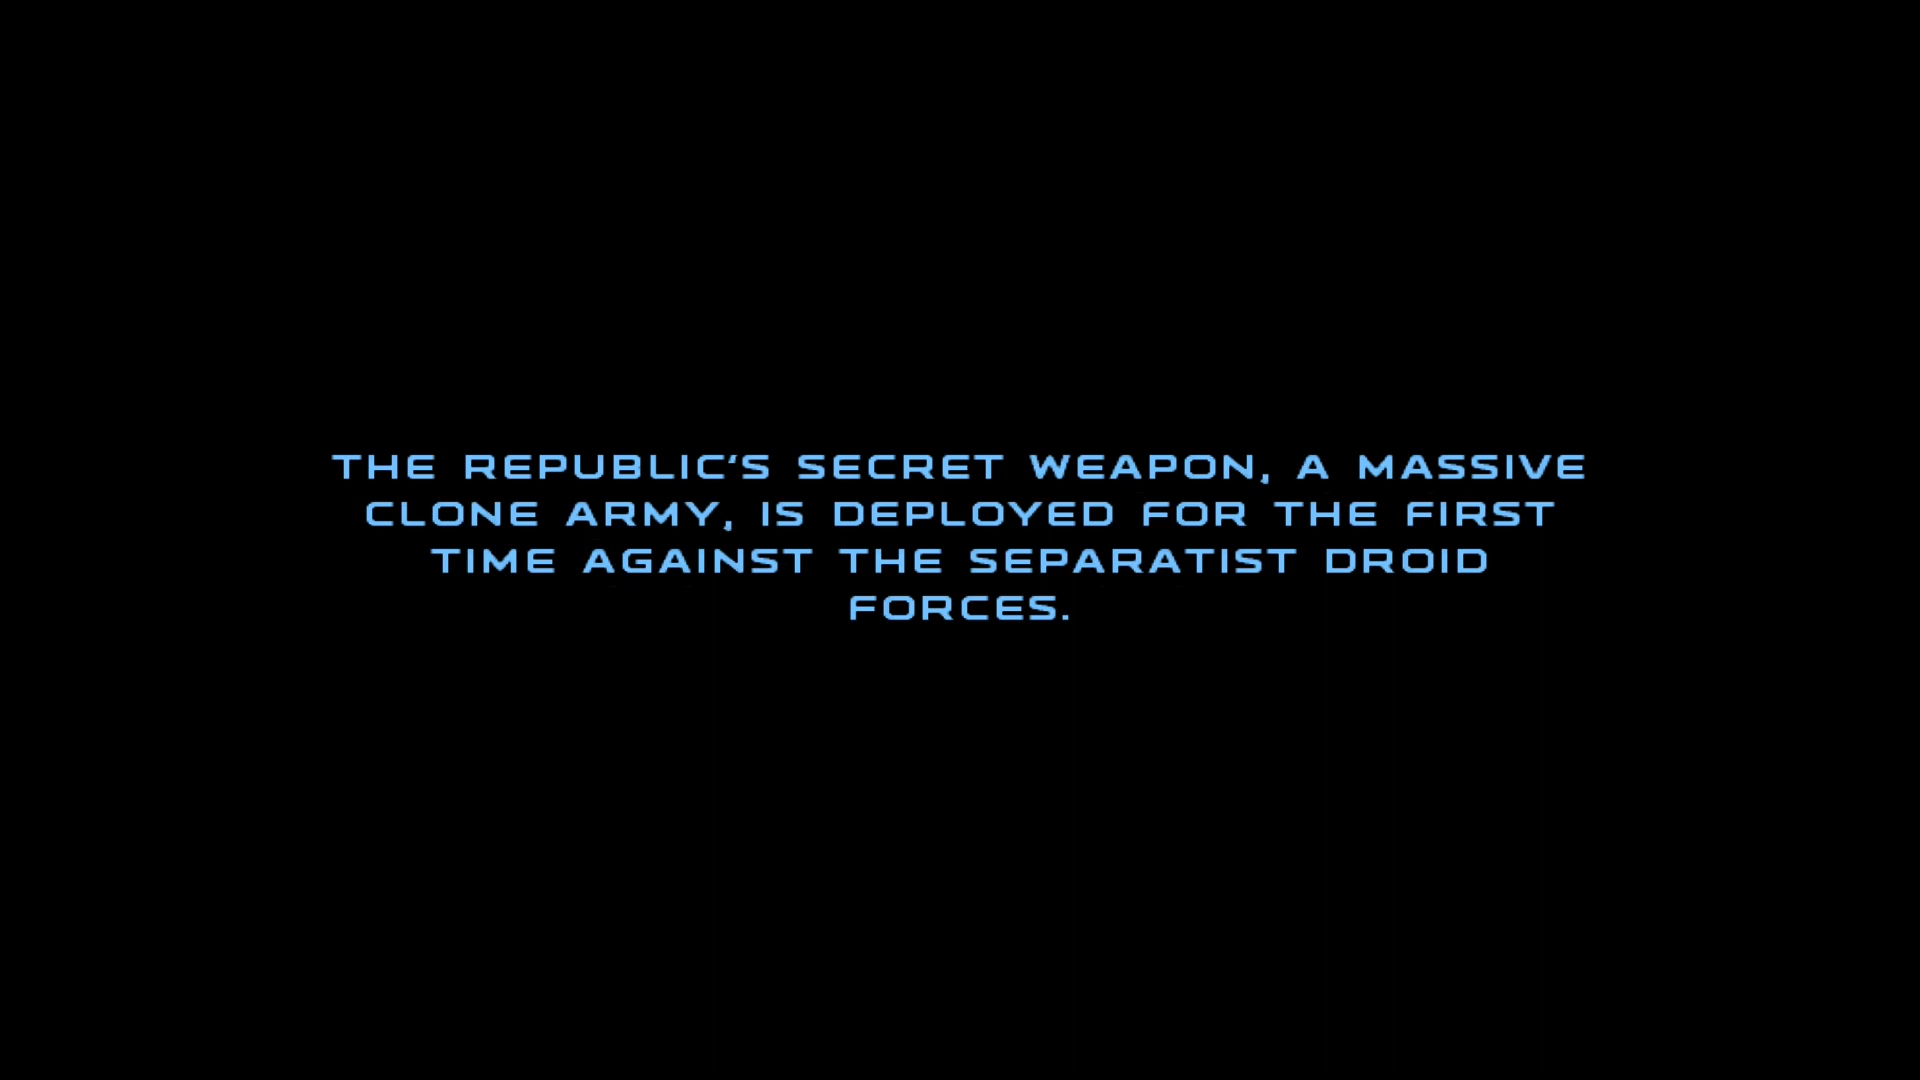 THE REPUBLIC'S SECRET WEAPON, A MASSIVE
CLONE ARMY, IS DEPLOYED FOR THE FIRST
TIME AGAINST THE SEPARATIST DROID
FORCES.